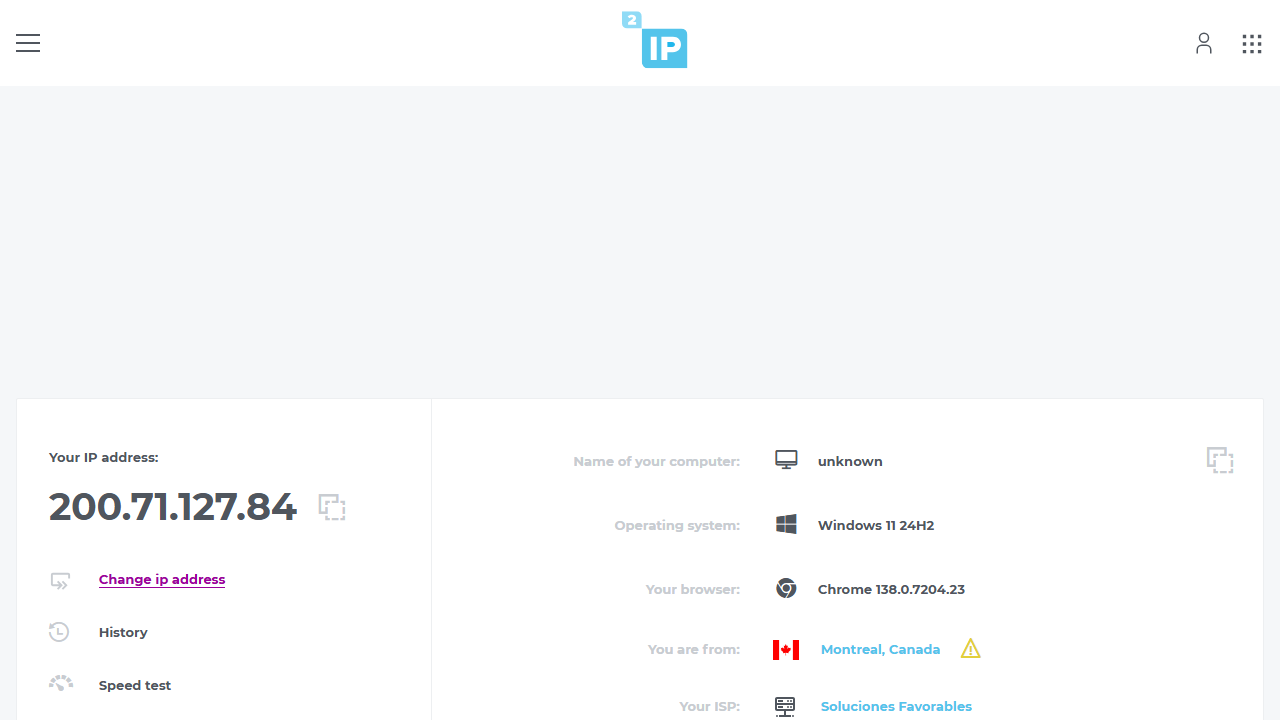 2
IP
Your IP address:
200.71.127.84
Change ip address
History
Speed test
Name of your computer: unknown
Operating system: Windows 11 24H2
Your browser: Chrome 138.0.7204.23
You are from: Montreal, Canada
Your ISP: Soluciones Favorables